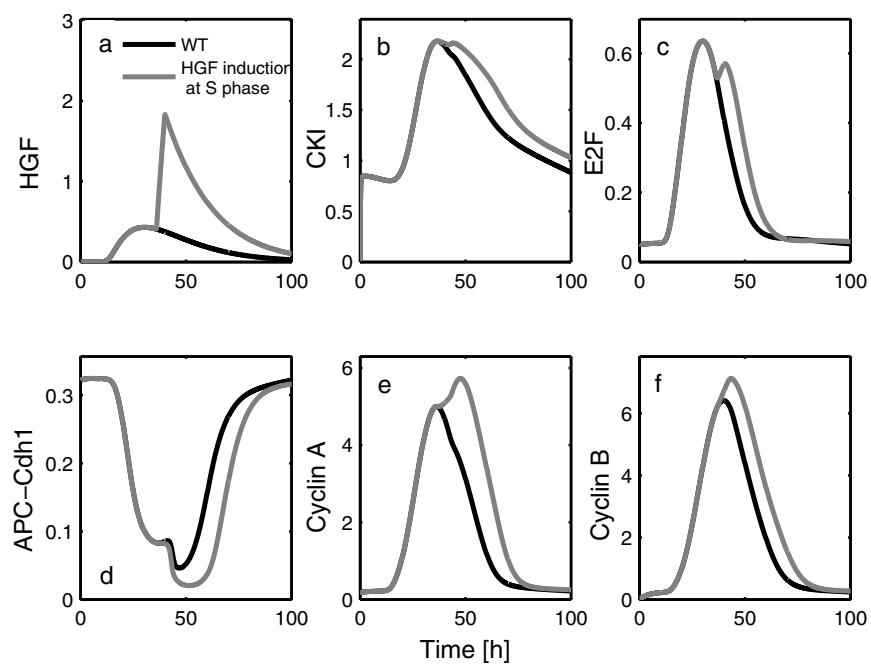 a
WT
HGF induction
at S phase
HGF
3
2
1
0
0 50 100
b
CKI
2
1.5
1
0.5
0
0 50 100
c
E2F
0.6
0.4
0.2
0
0 50 100
d
APC–Cdh1
0.3
0.2
0.1
0
0 50 100
e
Cyclin A
6
4
2
0
0 50 100
f
Cyclin B
6
4
2
0
0 50 100
Time [h]